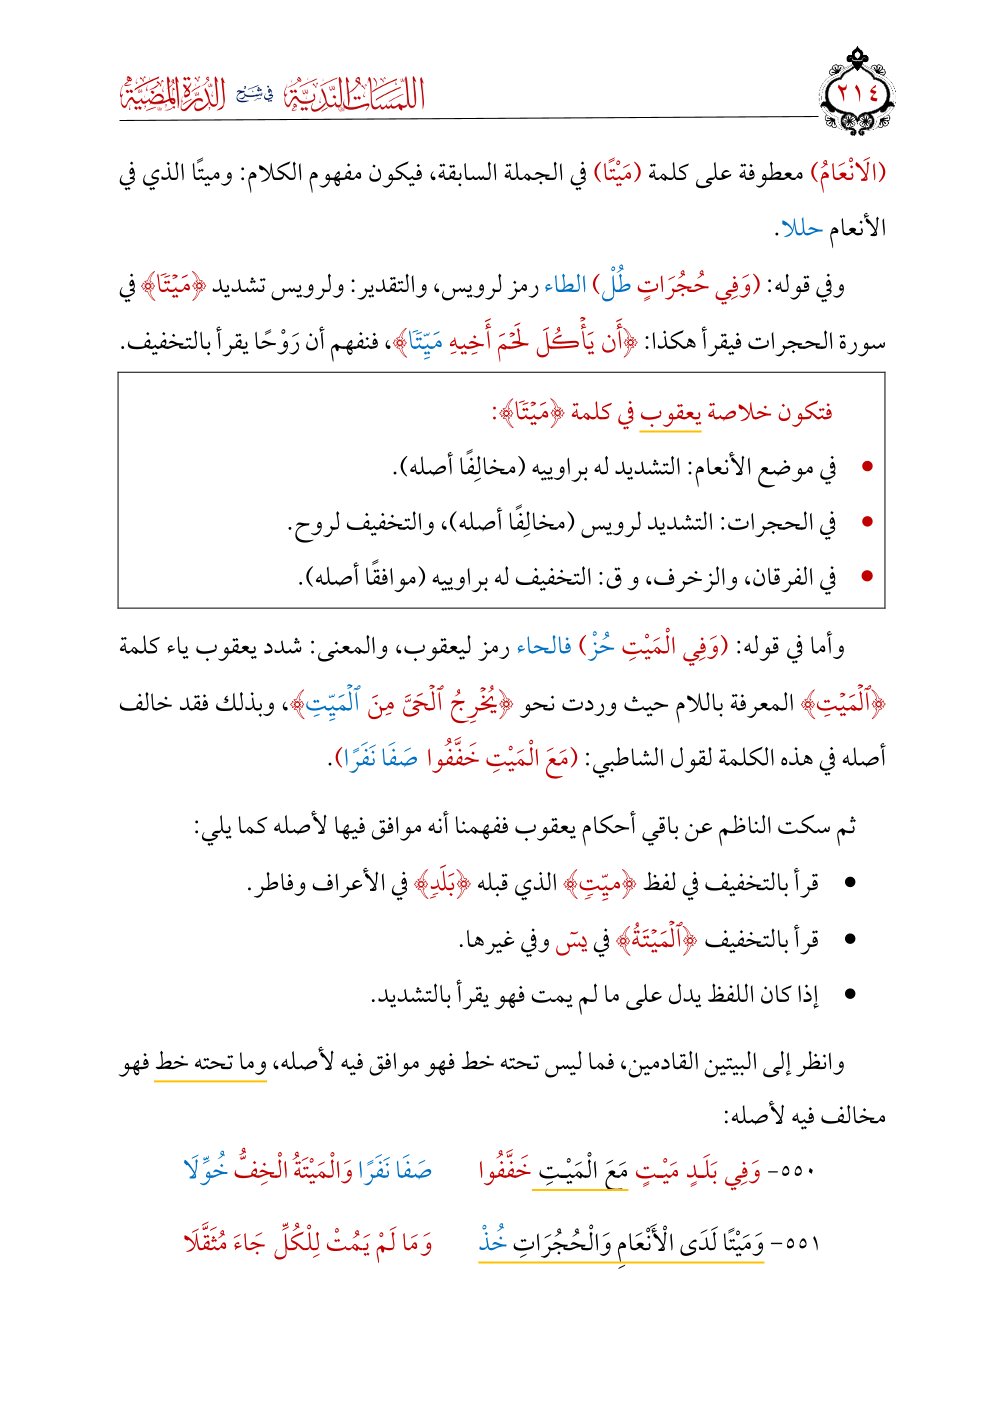 اللمسات الندية في شرح الدرة المضية
٢١٤
(الَانْعَامُ) معطوفة على كلمة (مَيْتًا) في الجملة السابقة، فيكون مفهوم الكلام: وميتًا الذي في
الأنعام حللا.
وفي قوله: (وَفِي حُجُرَاتٍ طُلْ) الطاء رمز لرويس، والتقدير: ولرويس تشديد ﴿مَيۡتٗا﴾ في
سورة الحجرات فيقرأ هكذا: ﴿أَن يَأۡكُلَ لَحۡمَ أَخِيهِ مَيِّتٗا﴾، فنفهم أن رَوْحًا يقرأ بالتخفيف.
فتكون خلاصة يعقوب في كلمة ﴿مَيۡتٗا﴾:
• في موضع الأنعام: التشديد له براوييه (مخالِفًا أصله).
• في الحجرات: التشديد لرويس (مخالِفًا أصله)، والتخفيف لروح.
• في الفرقان، والزخرف، و ق: التخفيف له براوييه (موافقًا أصله).
وأما في قوله: (وَفِي الْمَيْتِ حُزْ) فالحاء رمز ليعقوب، والمعنى: شدد يعقوب ياء كلمة
﴿ٱلۡمَيۡتِ﴾ المعرفة باللام حيث وردت نحو ﴿يُخۡرِجُ ٱلۡحَيَّ مِنَ ٱلۡمَيِّتِ﴾، وبذلك فقد خالف
أصله في هذه الكلمة لقول الشاطبي: (مَعَ الْمَيْتِ خَفَّفُوا صَفَا نَفَرًا).
ثم سكت الناظم عن باقي أحكام يعقوب ففهمنا أنه موافق فيها لأصله كما يلي:
• قرأ بالتخفيف في لفظ ﴿ميِّتٖ﴾ الذي قبله ﴿بَلَدٖ﴾ في الأعراف وفاطر.
• قرأ بالتخفيف ﴿ٱلۡمَيۡتَةُ﴾ في يسٓ وفي غيرها.
• إذا كان اللفظ يدل على ما لم يمت فهو يقرأ بالتشديد.
وانظر إلى البيتين القادمين، فما ليس تحته خط فهو موافق فيه لأصله، وما تحته خط فهو
مخالف فيه لأصله:
٥٥٠- وَفِي بَلَـدٍ مَيْـتٍ مَعَ الْمَيْـتِ خَفَّفُوا صَفَا نَفَرًا وَالْمَيْتَةُ الْخِفُّ خُوِّلَا
٥٥١- وَمَيْتًا لَدَى الْأَنْعَامِ وَالْحُجُرَاتِ خُذْ وَمَا لَمْ يَمُتْ لِلْكُلِّ جَاءَ مُثَقَّلَا